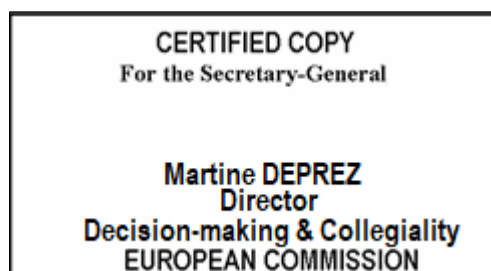 CERTIFIED COPY
For the Secretary-General
Martine DEPREZ
Director
Decision-making & Collegiality
EUROPEAN COMMISSION